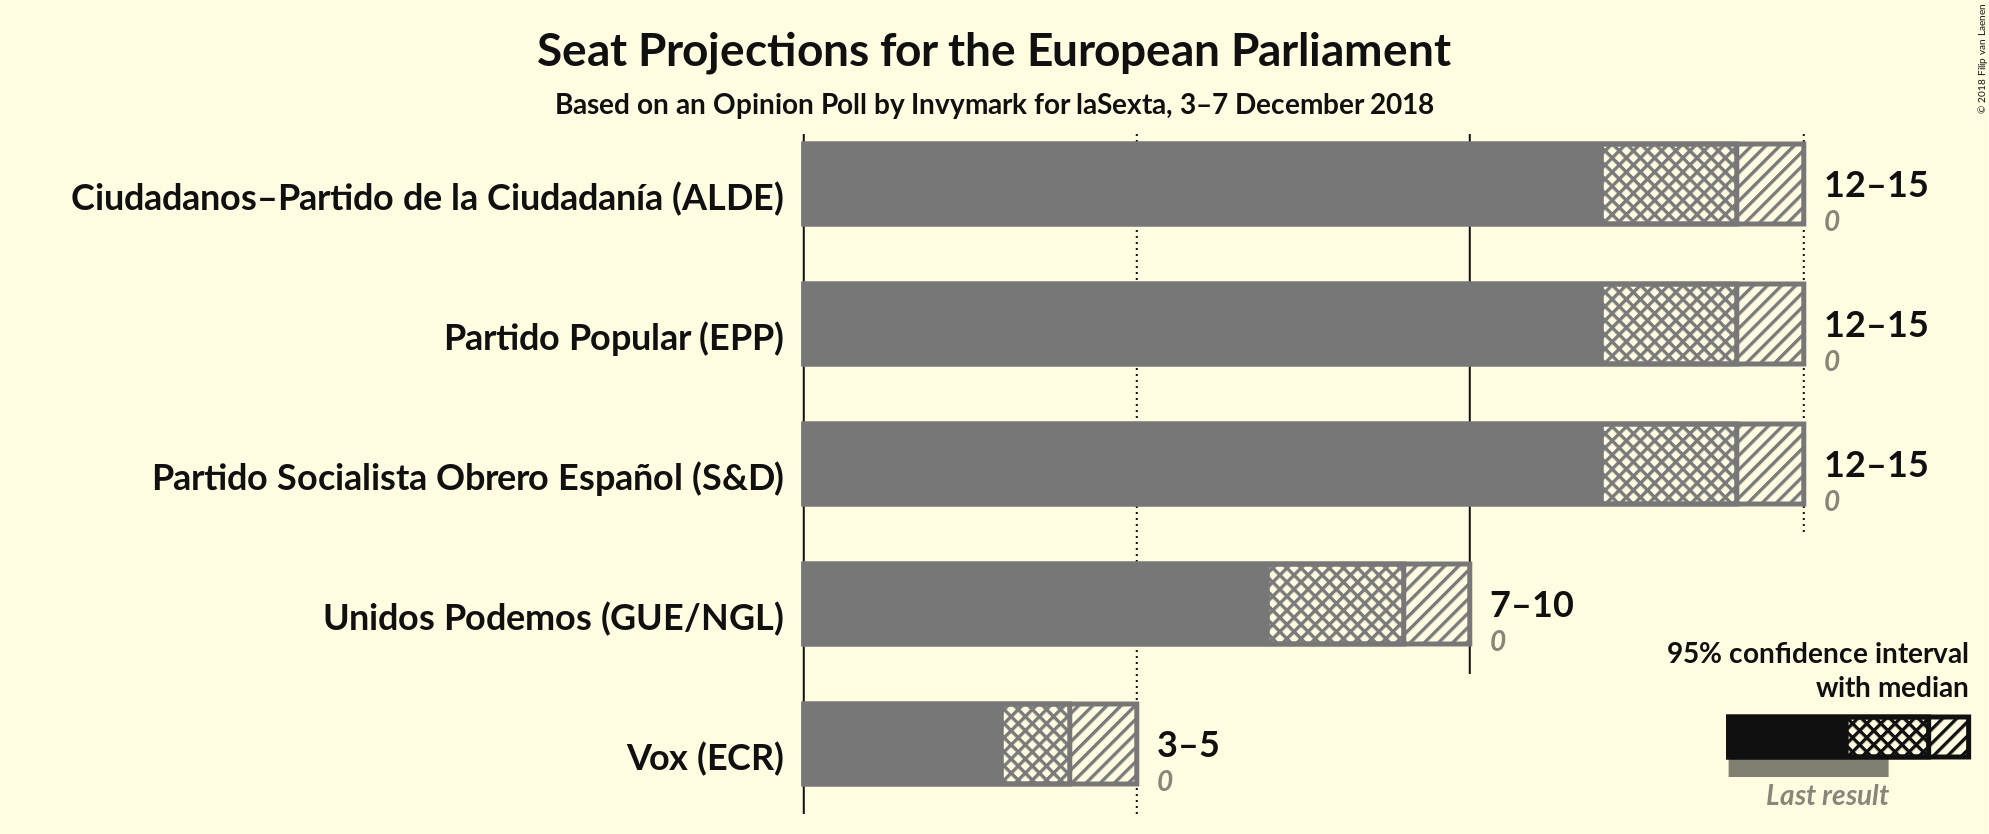 Seat Projections for the European Parliament
Based on an Opinion Poll by Invymark for laSexta, 3–7 December 2018
© 2018 Filip van Laenen
Ciudadanos–Partido de la Ciudadanía (ALDE)
12–15
0
Partido Popular (EPP)
12–15
0
Partido Socialista Obrero Español (S&D)
12–15
0
Unidos Podemos (GUE/NGL)
7–10
0
Vox (ECR)
3–5
0
95% confidence interval
with median
Last result